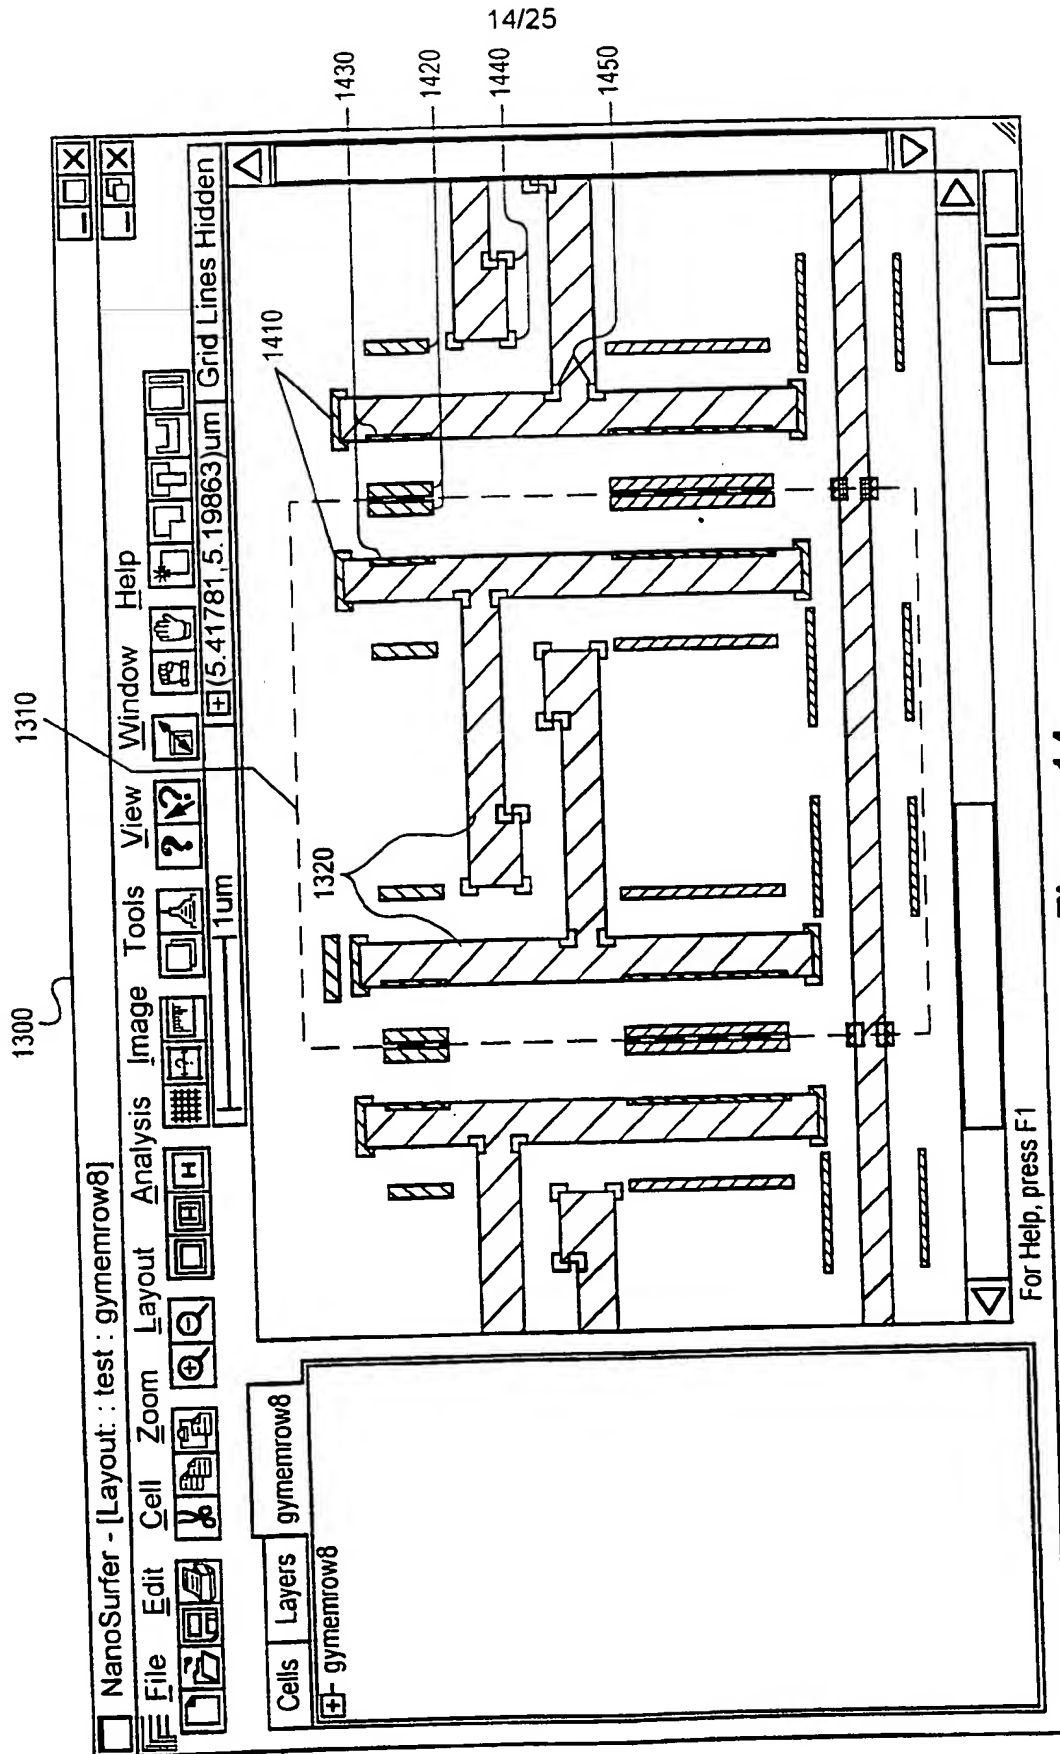 14/25
1300
1310
NanoSurfer - [Layout: : test : gymemrow8]
File Edit Cell Zoom Layout Analysis Image Tools View Window Help
1um
(5.41781,5.19863)um
Grid Lines Hidden
Cells Layers gymemrow8
gymemrow8
1320
1410
1430
1420
1440
1450
For Help, press F1